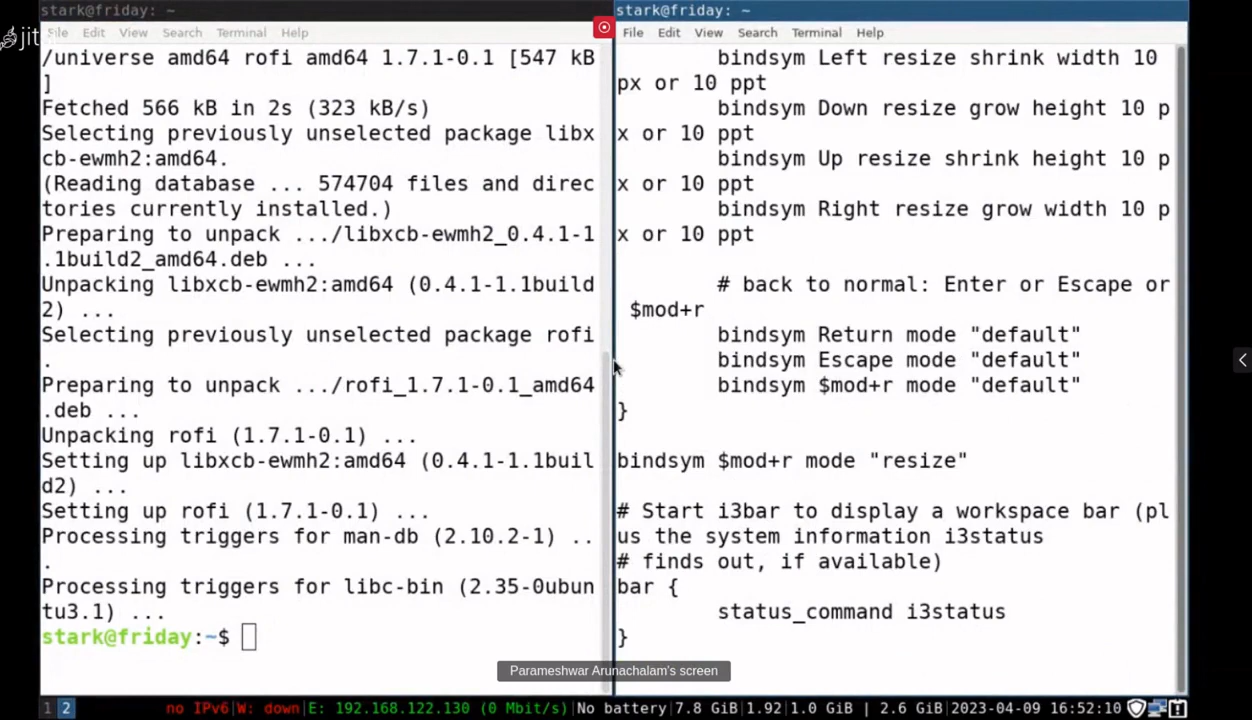 stark@friday: ~
jit
File Edit View Search Terminal Help
/universe amd64 rofi amd64 1.7.1-0.1 [547 kB
]
Fetched 566 kB in 2s (323 kB/s)
Selecting previously unselected package libx
cb-ewmh2:amd64.
(Reading database ... 574704 files and direc
tories currently installed.)
Preparing to unpack .../libxcb-ewmh2_0.4.1-1
.1build2_amd64.deb ...
Unpacking libxcb-ewmh2:amd64 (0.4.1-1.1build
2) ...
Selecting previously unselected package rofi
.
Preparing to unpack .../rofi_1.7.1-0.1_amd64
.deb ...
Unpacking rofi (1.7.1-0.1) ...
Setting up libxcb-ewmh2:amd64 (0.4.1-1.1buil
d2) ...
Setting up rofi (1.7.1-0.1) ...
Processing triggers for man-db (2.10.2-1) ..
.
Processing triggers for libc-bin (2.35-0ubun
tu3.1) ...
stark@friday:~$
stark@friday: ~
File Edit View Search Terminal Help
bindsym Left resize shrink width 10
px or 10 ppt
bindsym Down resize grow height 10 p
x or 10 ppt
bindsym Up resize shrink height 10 p
x or 10 ppt
bindsym Right resize grow width 10 p
x or 10 ppt
# back to normal: Enter or Escape or
$mod+r
bindsym Return mode "default"
bindsym Escape mode "default"
bindsym $mod+r mode "default"
}
bindsym $mod+r mode "resize"
# Start i3bar to display a workspace bar (pl
us the system information i3status
# finds out, if available)
bar {
status_command i3status
}
Parameshwar Arunachalam's screen
1 2 no IPv6|W: down|E: 192.168.122.130 (0 Mbit/s)|No battery|7.8 GiB|1.92|1.0 GiB | 2.6 GiB|2023-04-09 16:52:10